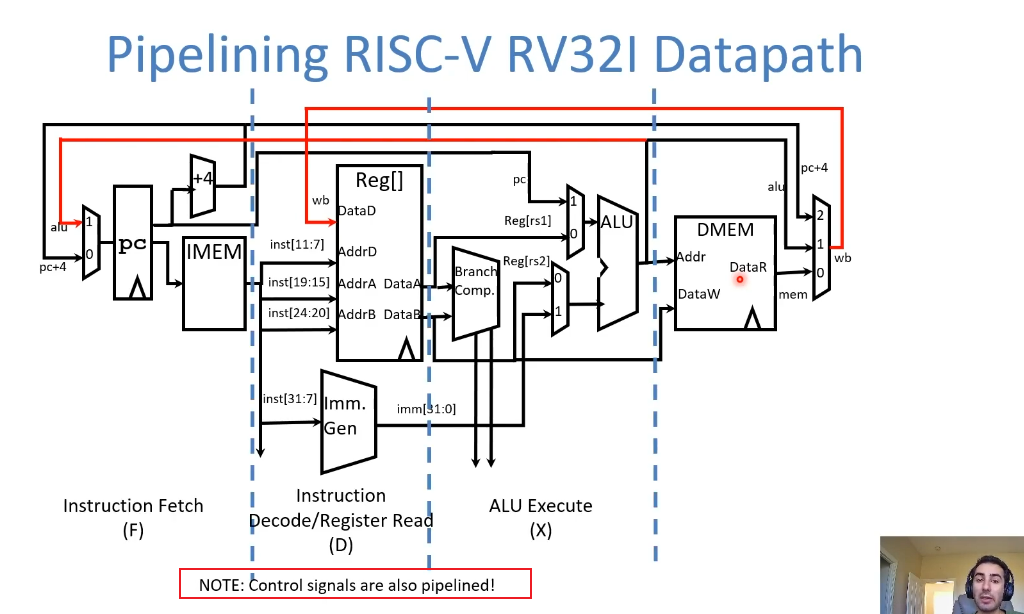 Pipelining RISC-V RV32I Datapath
pc+4
alu
+4
Reg[]
pc
wb
DataD
1
alu
1
pc
IMEM
inst[11:7]
AddrD
Reg[rs1]
0
ALU
DMEM
2
0
pc+4
inst[19:15]
AddrA
DataA
Branch
Comp.
Reg[rs2]
0
Addr
DataR
1
wb
0
inst[24:20]
AddrB
DataB
1
DataW
mem
inst[31:7]
Imm.
Gen
imm[31:0]
Instruction Fetch
(F)
Instruction
Decode/Register Read
(D)
ALU Execute
(X)
NOTE: Control signals are also pipelined!